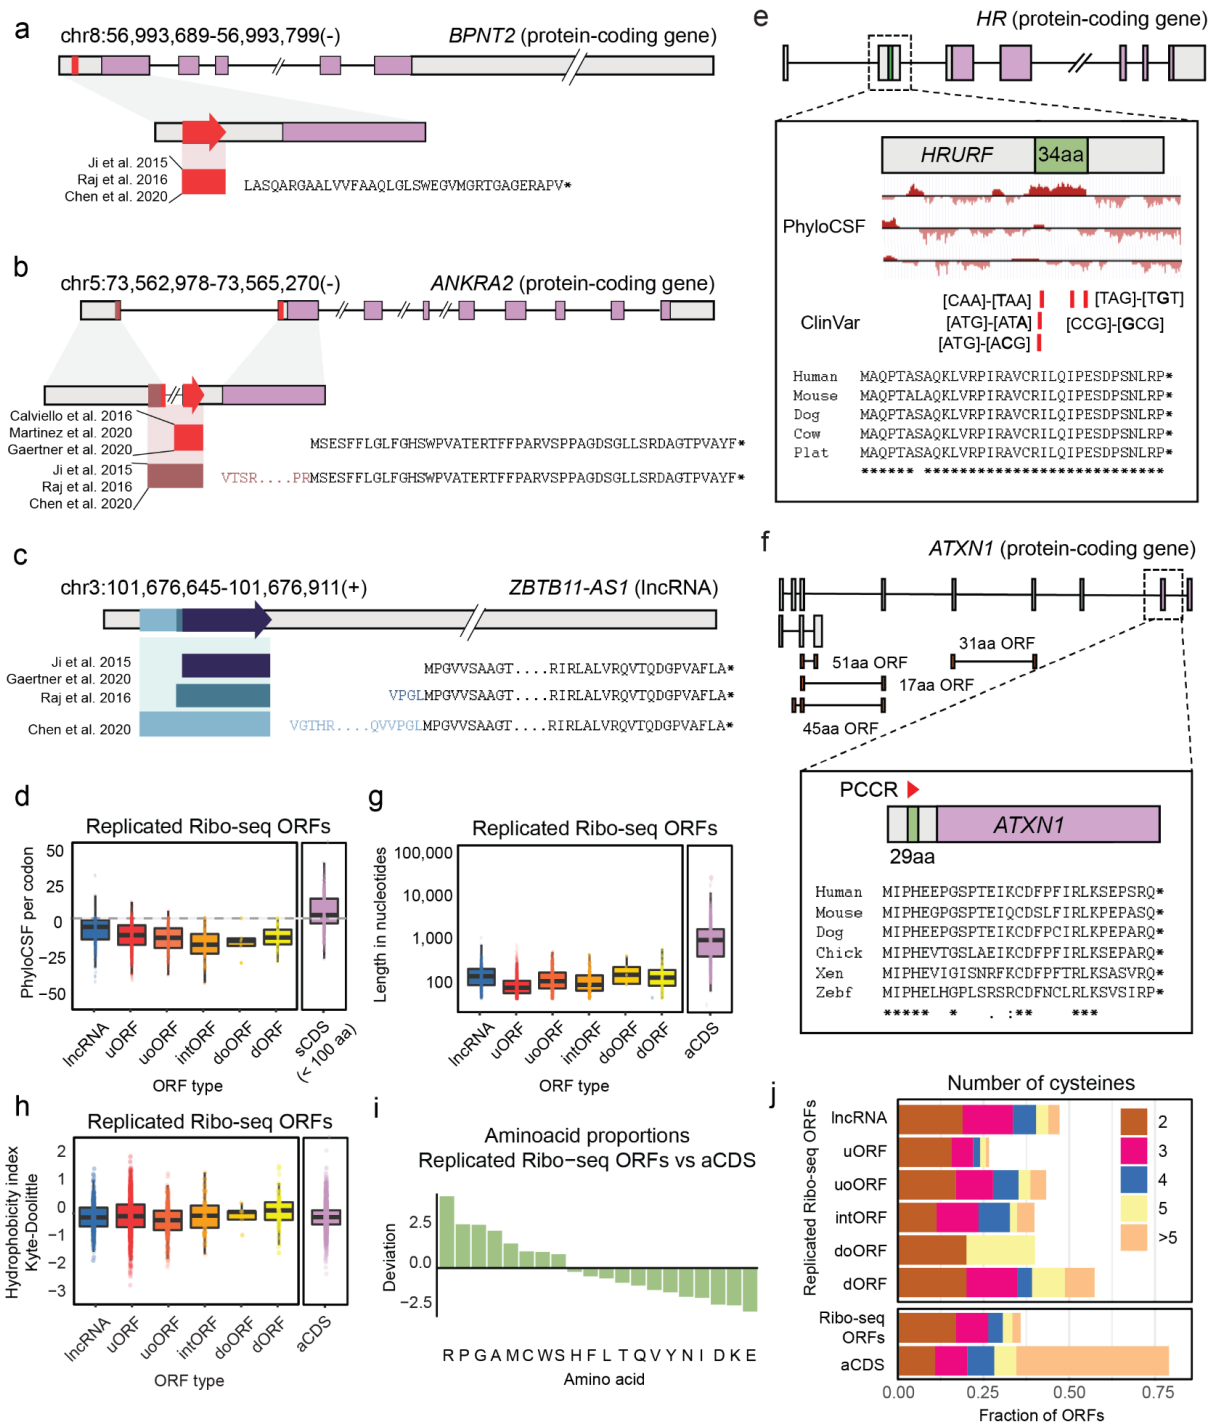 a
chr8:56,993,689-56,993,799(-)
BPNT2 (protein-coding gene)
Ji et al. 2015
Raj et al. 2016
Chen et al. 2020
LASQARGAALVVFAAQLGLSWEGVMGRTGAGERAPV*
b
chr5:73,562,978-73,565,270(-)
ANKRA2 (protein-coding gene)
Calviello et al. 2016
Martinez et al. 2020
Gaertner et al. 2020
Ji et al. 2015
Raj et al. 2016
Chen et al. 2020
MSESFFLGLFGHSWPVATERTFFPARVSPPAGDSGLLSRDAGTPVAYF*
VTSR....PRMSESFFLGLFGHSWPVATERTFFPARVSPPAGDSGLLSRDAGTPVAYF*
c
chr3:101,676,645-101,676,911(+)
ZBTB11-AS1 (lncRNA)
Ji et al. 2015
Gaertner et al. 2020
Raj et al. 2016
Chen et al. 2020
MPGVVSAAGT....RIRLALVRQVTQDGPVAFLA*
VPGLMPGVVSAAGT....RIRLALVRQVTQDGPVAFLA*
VGTHR....QVVPGLMPGVVSAAGT....RIRLALVRQVTQDGPVAFLA*
d
Replicated Ribo-seq ORFs
PhyloCSF per codon
50
25
0
−25
−50
lncRNA
uORF
uoORF
intORF
doORF
dORF
sCDS
(< 100 aa)
ORF type
g
Replicated Ribo-seq ORFs
Length in nucleotides
100,000
10,000
1,000
100
lncRNA
uORF
uoORF
intORF
doORF
dORF
aCDS
ORF type
h
Replicated Ribo-seq ORFs
Hydrophobicity index
Kyte-Doolittle
2
1
0
−1
−2
−3
lncRNA
uORF
uoORF
intORF
doORF
dORF
aCDS
ORF type
i
Aminoacid proportions
Replicated Ribo−seq ORFs vs aCDS
Deviation
2.5
0.0
−2.5
R P G A M C W S H F L T Q V Y N I D K E
Amino acid
e
HR (protein-coding gene)
HRURF
34aa
PhyloCSF
ClinVar
[CAA]-[TAA]
[ATG]-[ATA]
[ATG]-[ACG]
[TAG]-[TGT]
[CCG]-[GCG]
Human MAQPTASAQKLVRPIRAVCRILQIPESDPSNLRP*
Mouse MAQPTALAQKLVRPIRAVCRILQIPESDPSNLRP*
Dog MAQPTASAQKLVRPIRAVCRILQIPESDPSNLRP*
Cow MAQPTASAQKLVRPIRAVCRILQIPESDPSNLRP*
Plat MAQPTASAQKLVRPIRAVCRILQIPESDPSNLRP*
****** ****************************
f
ATXN1 (protein-coding gene)
31aa ORF
51aa ORF
17aa ORF
45aa ORF
PCCR
ATXN1
29aa
Human MIPHEEPGSPTEIKCDFPFIRLKSEPSRQ*
Mouse MIPHEGPGSPTEIQCDSLFIRLKPEPASQ*
Dog MIPHEEPGSPTEIKCDFPCIRLKSEPARQ*
Chick MIPHEVTGSLAEIKCDFPFIRLKSEPARQ*
Xen MIPHEVIGISNRFKCDFPFTRLKSASVRQ*
Zebf MIPHELHGPLSRSRCDFNCLRLKSVSIRP*
***** * . :** ***
j
Number of cysteines
Replicated Ribo-seq ORFs
lncRNA
uORF
uoORF
intORF
doORF
dORF
Ribo-seq
ORFs
aCDS
2
3
4
5
>5
0.00
0.25
0.50
0.75
Fraction of ORFs